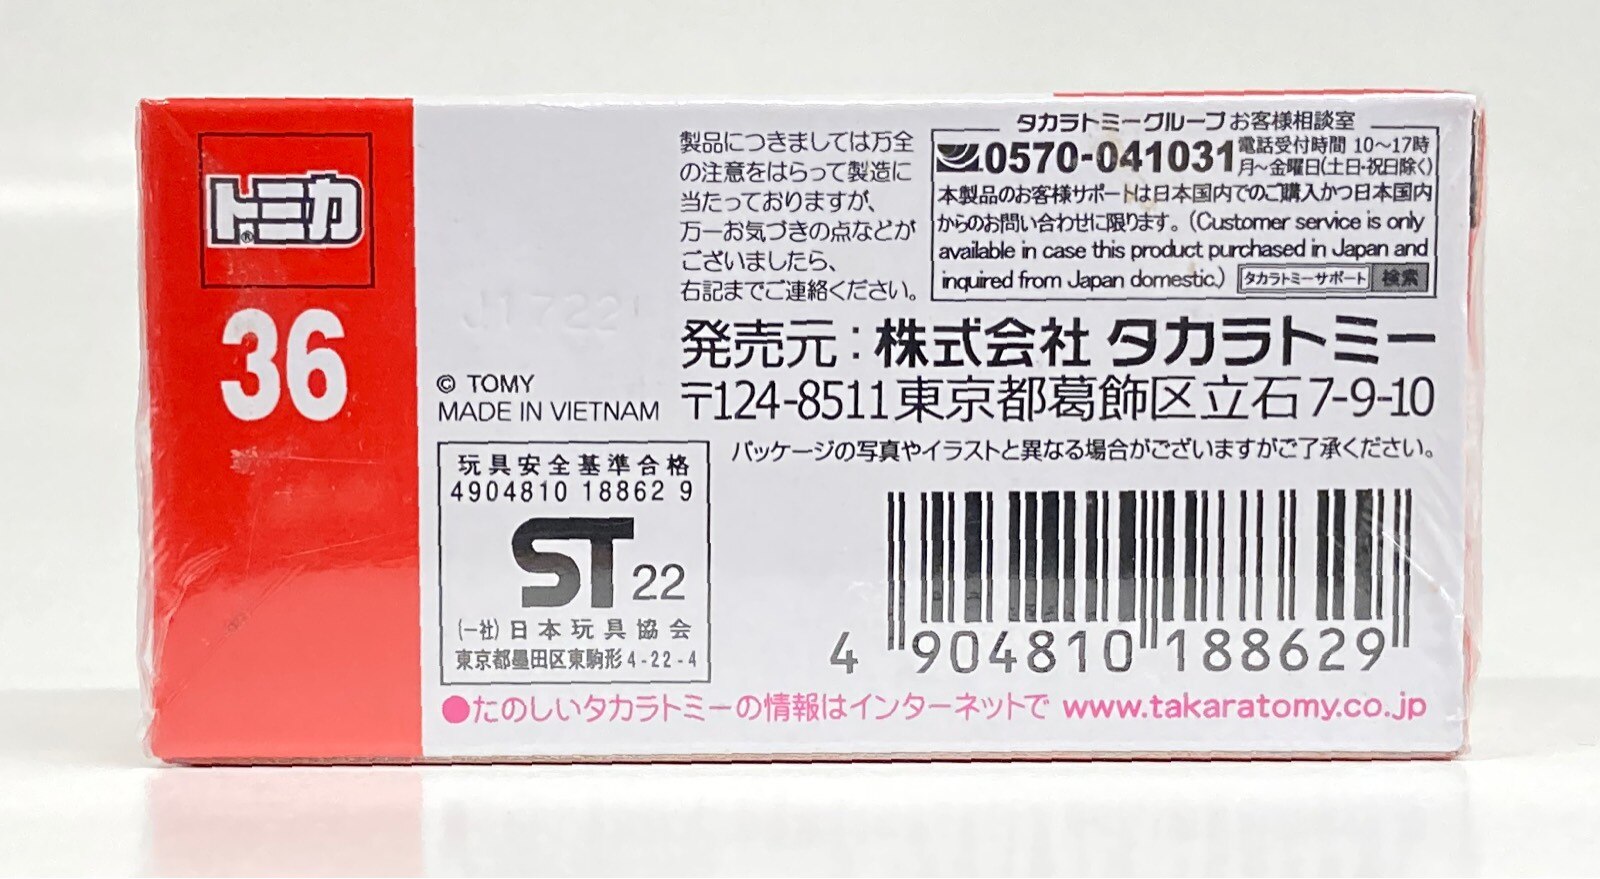 トミカ®
36
製品につきましては万全
の注意をはらって製造に
当たっておりますが、
万一お気づきの点などが
ございましたら、
右記までご連絡ください。
タカラトミーグループ お客様相談室
0570-041031
電話受付時間 10〜17時
月〜金曜日(土日・祝日除く)
本製品のお客様サポートは日本国内でのご購入かつ日本国内
からのお問い合わせに限ります。(Customer service is only
available in case this product purchased in Japan and
inquired from Japan domestic.) タカラトミーサポート 検索
発売元:株式会社 タカラトミー
〒124-8511東京都葛飾区立石7-9-10
© TOMY
MADE IN VIETNAM
パッケージの写真やイラストと異なる場合がございますがご了承ください。
玩具安全基準合格
4904810 18862 9
ST 22
(一社)日本玩具協会
東京都墨田区東駒形4-22-4
4 904810 188629
●たのしいタカラトミーの情報はインターネットで www.takaratomy.co.jp